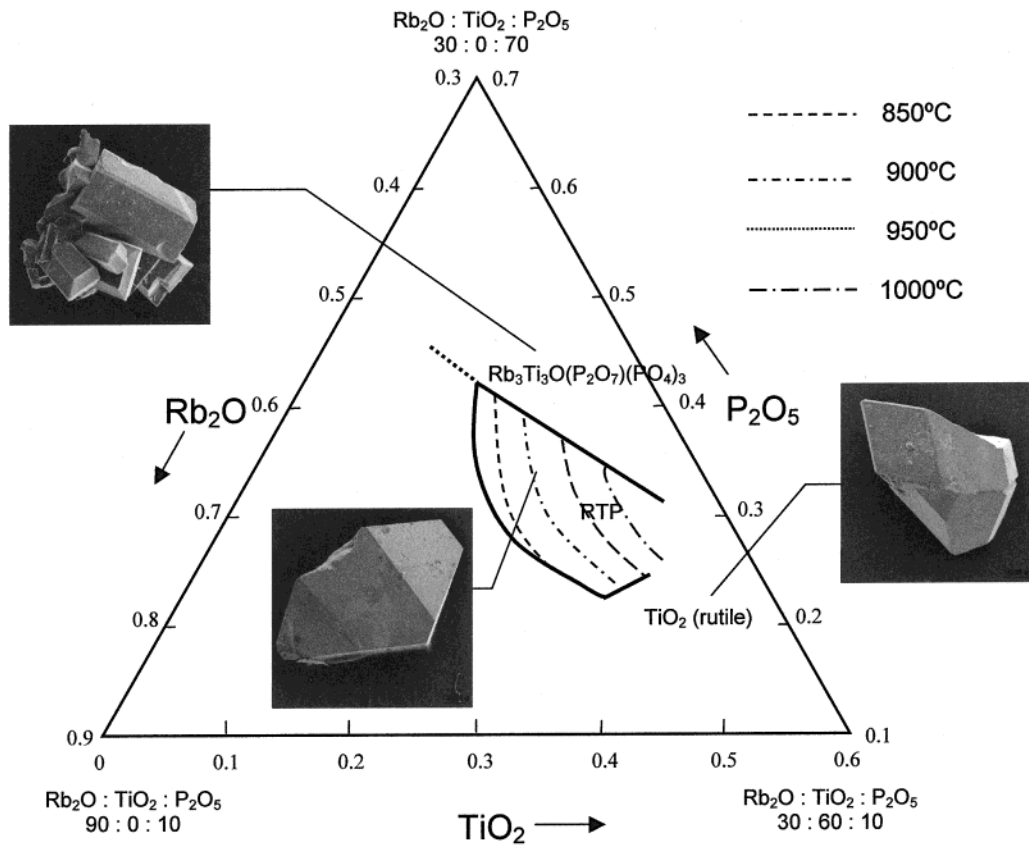 Rb₂O : TiO₂ : P₂O₅
30 : 0 : 70
0.3 0.7
850ºC
900ºC
950ºC
1000ºC
0.4
0.6
0.5
0.5
Rb₃Ti₃O(P₂O₇)(PO₄)₃
Rb₂O
0.6
0.4
P₂O₅
0.7
RTP
0.3
0.8
TiO₂ (rutile)
0.2
0.9
0.1
0
0.1
0.2
0.3
0.4
0.5
0.6
Rb₂O : TiO₂ : P₂O₅
90 : 0 : 10
TiO₂
Rb₂O : TiO₂ : P₂O₅
30 : 60 : 10